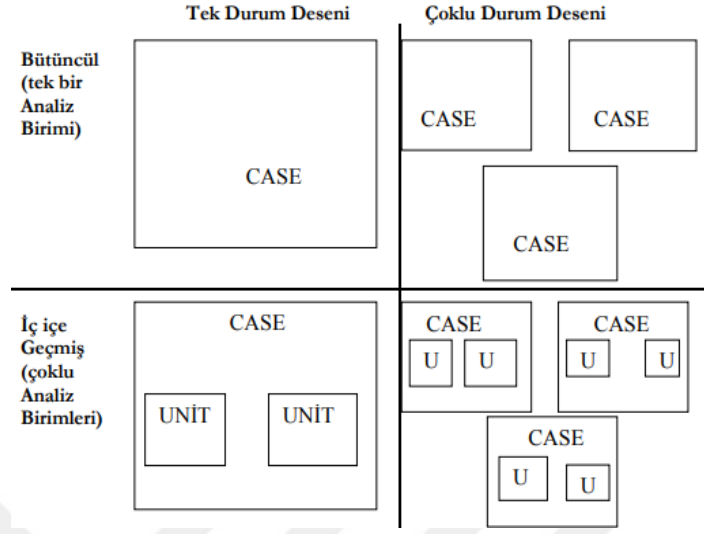 Tek Durum Deseni
Çoklu Durum Deseni
Bütüncül
(tek bir
Analiz
Birimi)
CASE
CASE
CASE
CASE
İç içe
Geçmiş
(çoklu
Analiz
Birimleri)
CASE
UNİT
UNİT
CASE
U
U
CASE
U
U
CASE
U
U